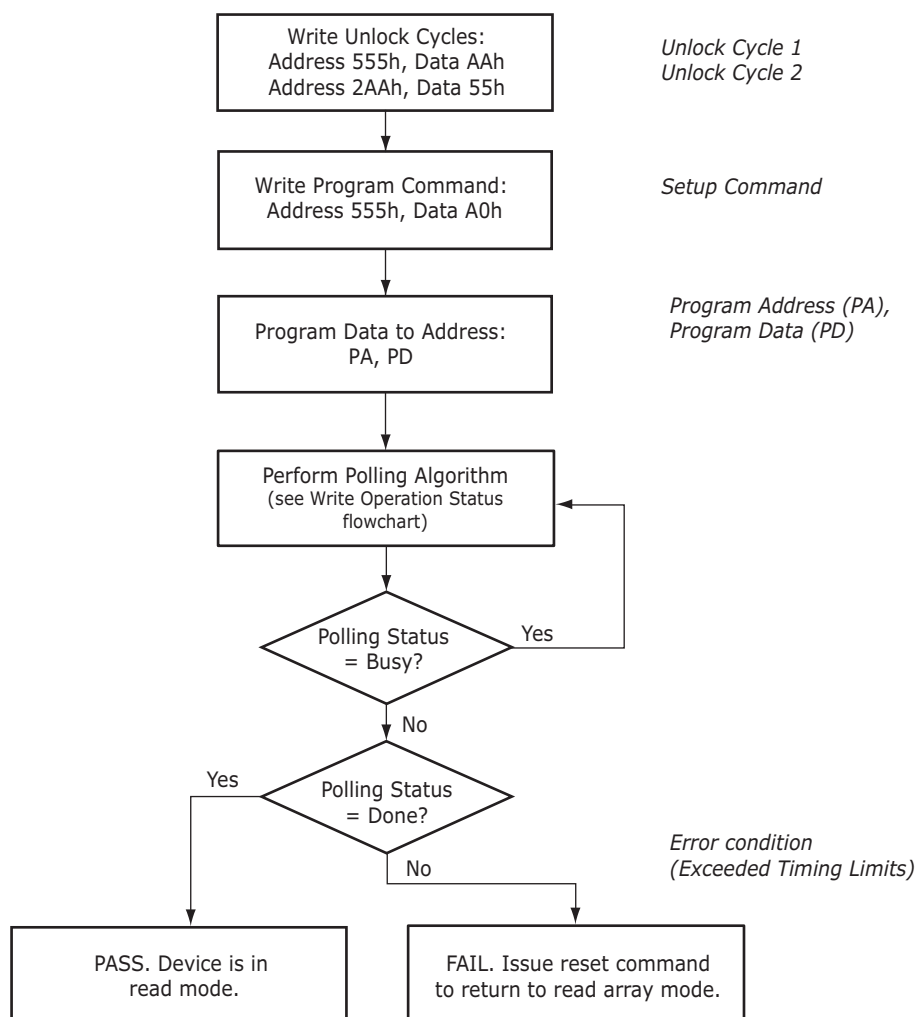 Write Unlock Cycles:
Address 555h, Data AAh
Address 2AAh, Data 55h
Unlock Cycle 1
Unlock Cycle 2
Write Program Command:
Address 555h, Data A0h
Setup Command
Program Data to Address:
PA, PD
Program Address (PA),
Program Data (PD)
Perform Polling Algorithm
(see Write Operation Status
flowchart)
Polling Status
= Busy?
Yes
No
Polling Status
= Done?
Yes
No
Error condition
(Exceeded Timing Limits)
PASS. Device is in
read mode.
FAIL. Issue reset command
to return to read array mode.